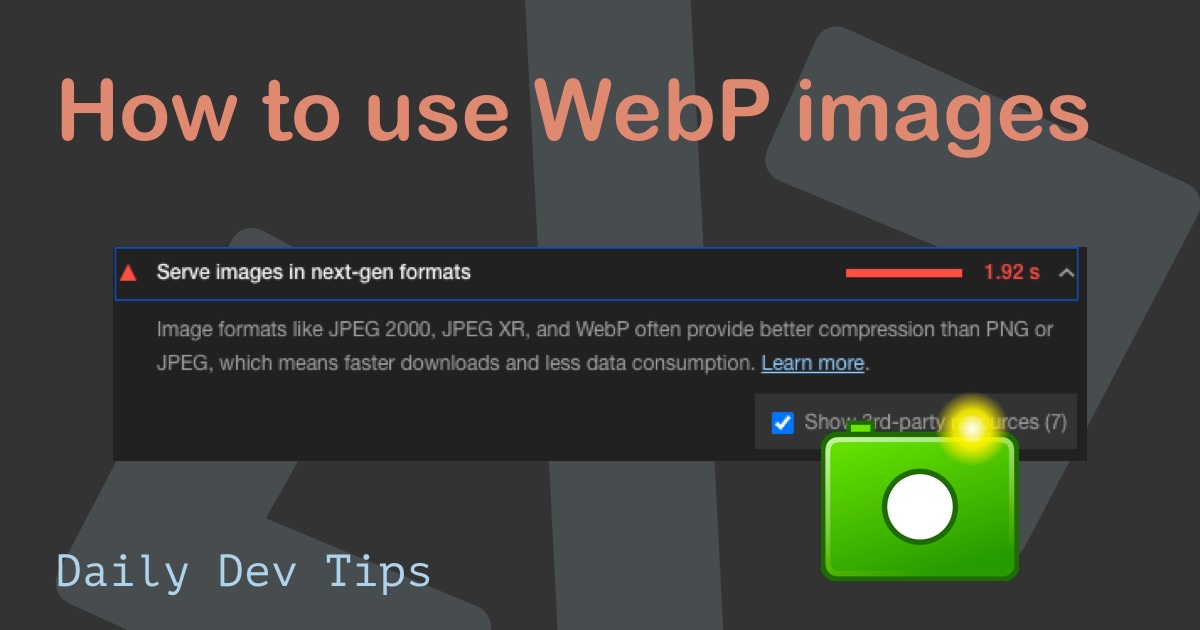 How to use WebP images
Serve images in next-gen formats 1.92 s
Image formats like JPEG 2000, JPEG XR, and WebP often provide better compression than PNG or
JPEG, which means faster downloads and less data consumption. Learn more.
Show 3rd-party resources (7)
Daily Dev Tips